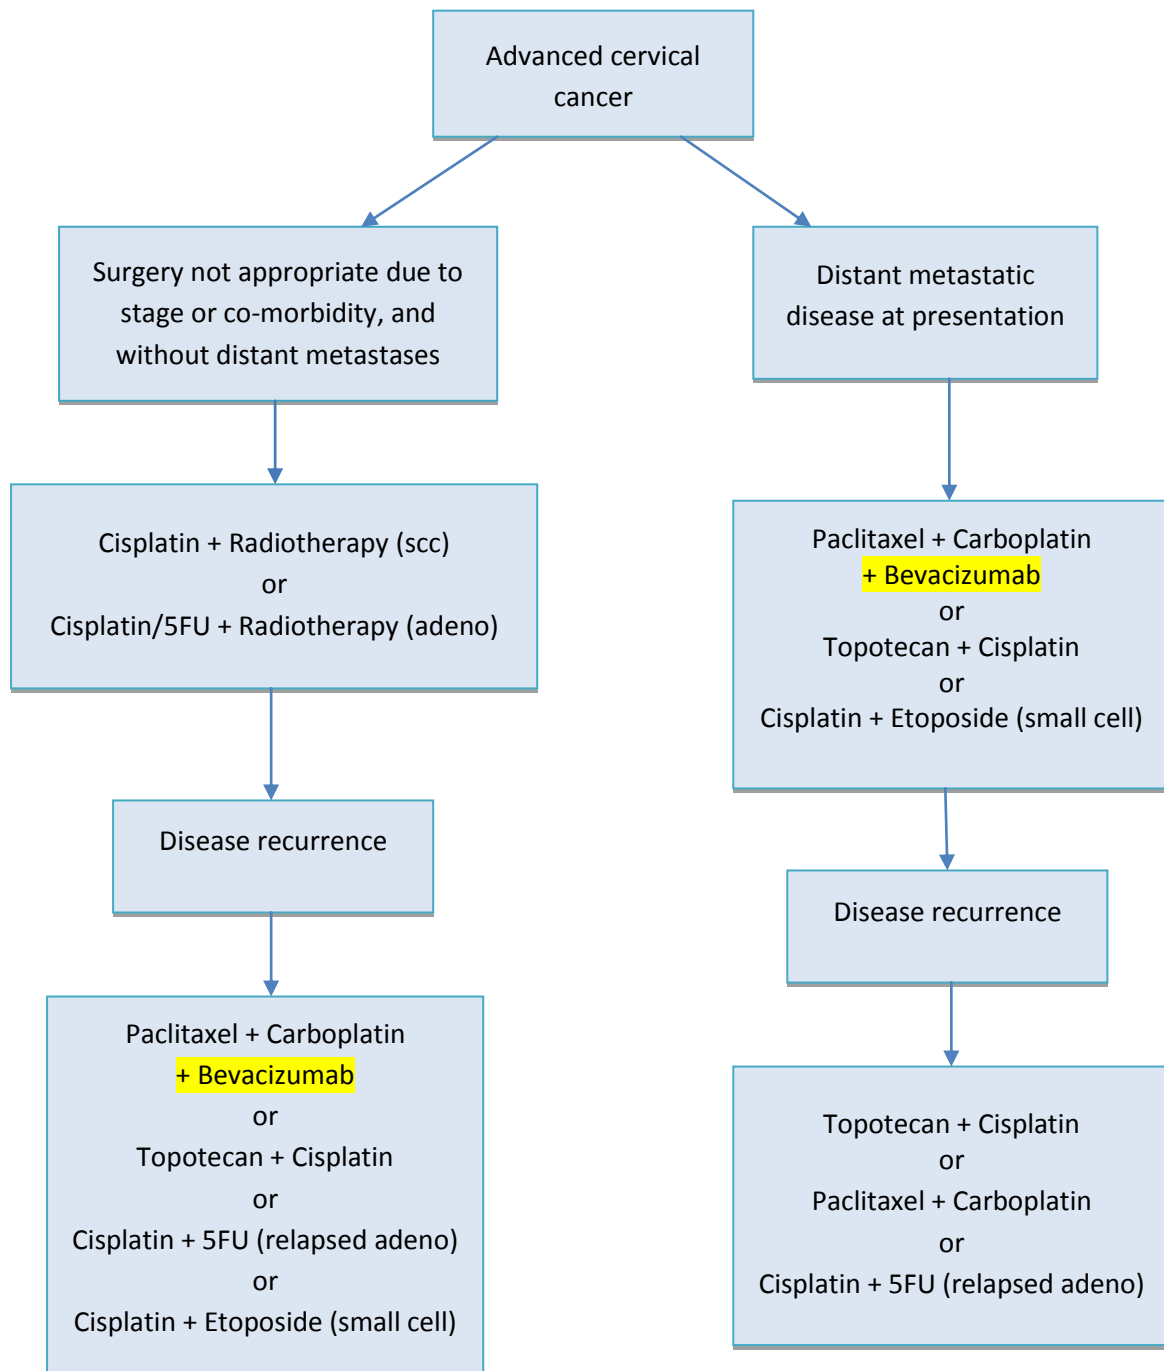 Advanced cervical
cancer
Surgery not appropriate due to
stage or co-morbidity, and
without distant metastases
Distant metastatic
disease at presentation
Cisplatin + Radiotherapy (scc)
or
Cisplatin/5FU + Radiotherapy (adeno)
Paclitaxel + Carboplatin
+ Bevacizumab
or
Topotecan + Cisplatin
or
Cisplatin + Etoposide (small cell)
Disease recurrence
Disease recurrence
Paclitaxel + Carboplatin
+ Bevacizumab
or
Topotecan + Cisplatin
or
Cisplatin + 5FU (relapsed adeno)
or
Cisplatin + Etoposide (small cell)
Topotecan + Cisplatin
or
Paclitaxel + Carboplatin
or
Cisplatin + 5FU (relapsed adeno)